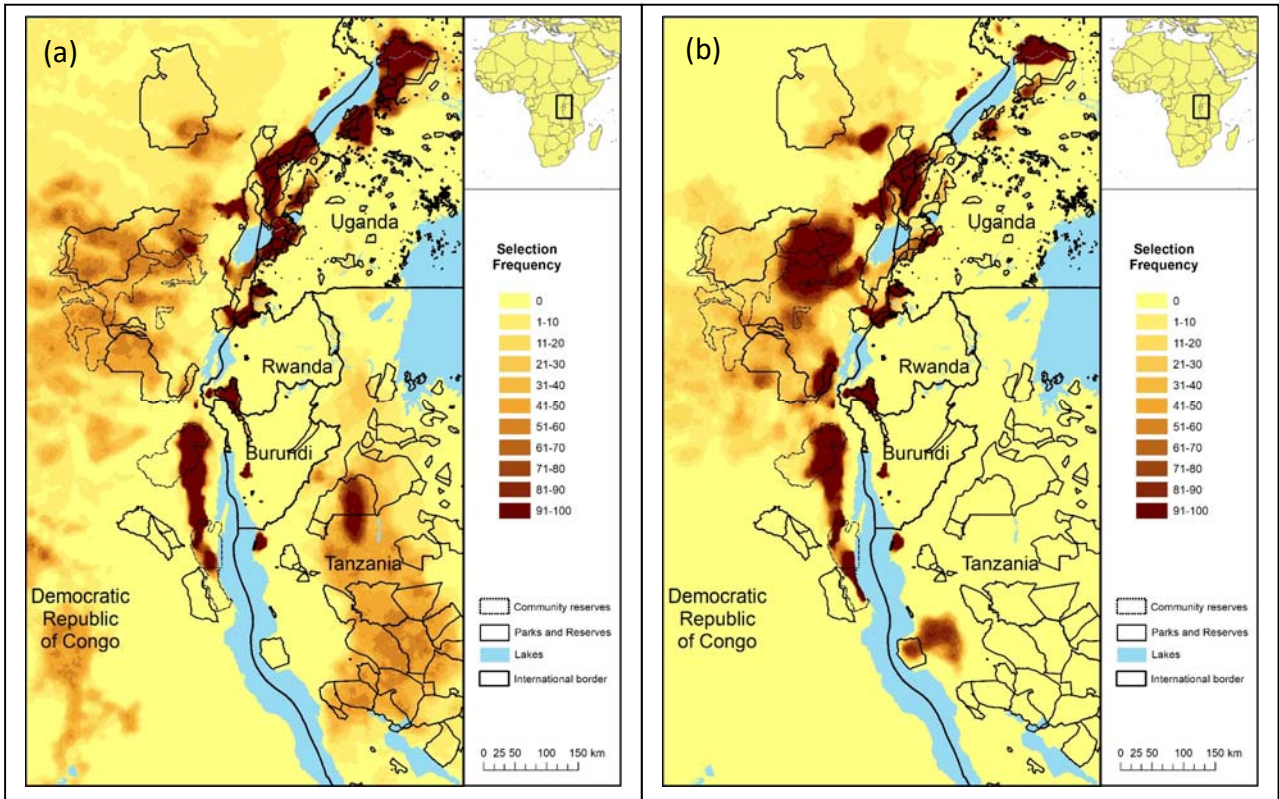 (a)
Uganda
Rwanda
Burundi
Tanzania
Democratic
Republic
of Congo
Selection
Frequency
0
1-10
11-20
21-30
31-40
41-50
51-60
61-70
71-80
81-90
91-100
Community reserves
Parks and Reserves
Lakes
International border
0 25 50 100 150 km
(b)
Uganda
Rwanda
Burundi
Tanzania
Democratic
Republic
of Congo
Selection
Frequency
0
1-10
11-20
21-30
31-40
41-50
51-60
61-70
71-80
81-90
91-100
Community reserves
Parks and Reserves
Lakes
International border
0 25 50 100 150 km